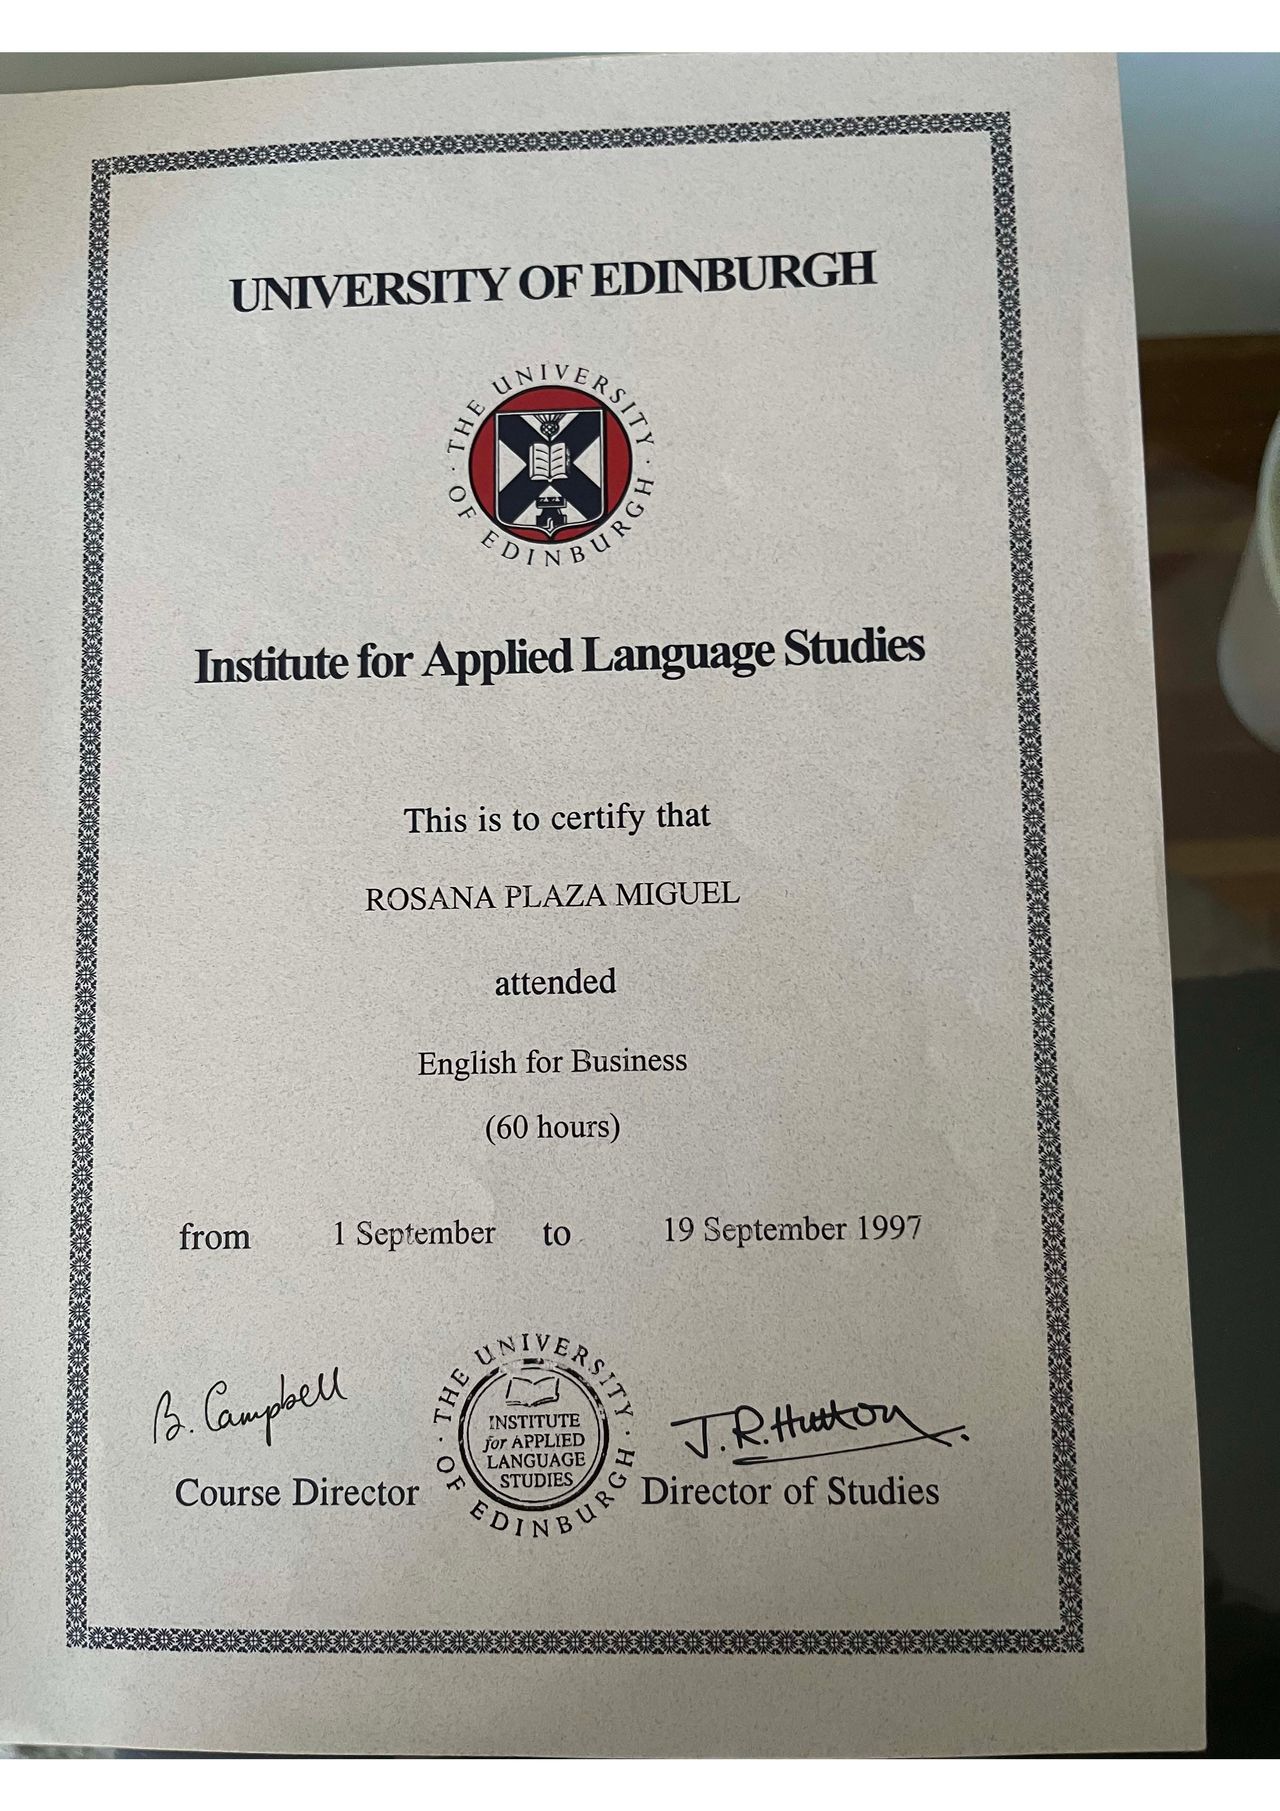 UNIVERSITY OF EDINBURGH
· THE UNIVERSITY ·
OF EDINBURGH
Institute for Applied Language Studies
This is to certify that
ROSANA PLAZA MIGUEL
attended
English for Business
(60 hours)
from 1 September to 19 September 1997
B. Campbell
J.R.Hutton
· THE UNIVERSITY ·
OF EDINBURGH
INSTITUTE
for APPLIED
LANGUAGE
STUDIES
Course Director
Director of Studies